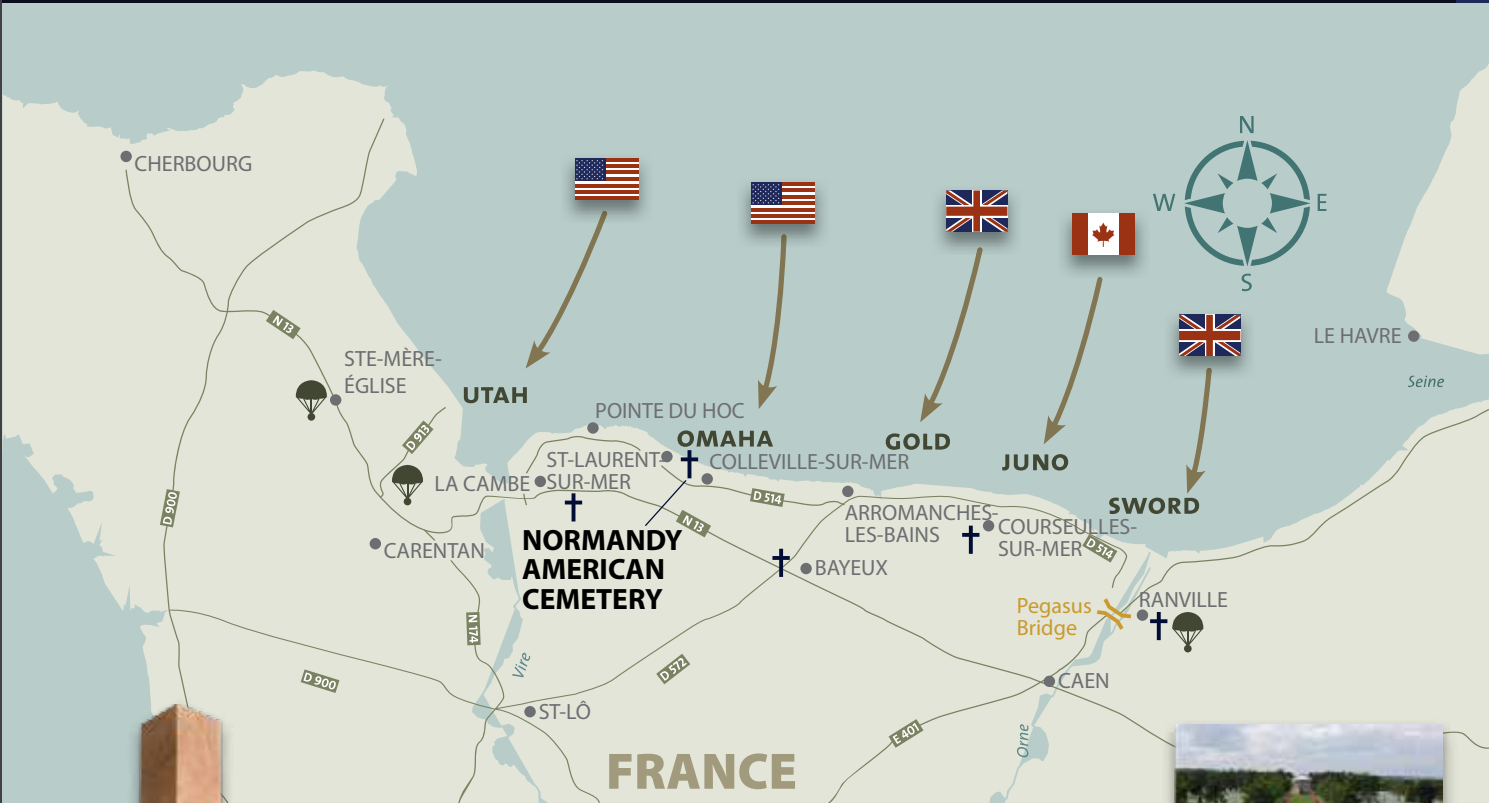 N
W
E
S
CHERBOURG
LE HAVRE
Seine
N 13
STE-MÈRE-
ÉGLISE
UTAH
POINTE DU HOC
OMAHA
GOLD
JUNO
SWORD
D 913
ST-LAURENT-
SUR-MER
COLLEVILLE-SUR-MER
LA CAMBE
D 900
D 514
N 13
ARROMANCHES-
LES-BAINS
COURSEULLES-
SUR-MER
D 514
NORMANDY
AMERICAN
CEMETERY
CARENTAN
BAYEUX
Pegasus
Bridge
RANVILLE
N 174
Vire
D 572
D 900
CAEN
ST-LÔ
E 401
Orne
FRANCE